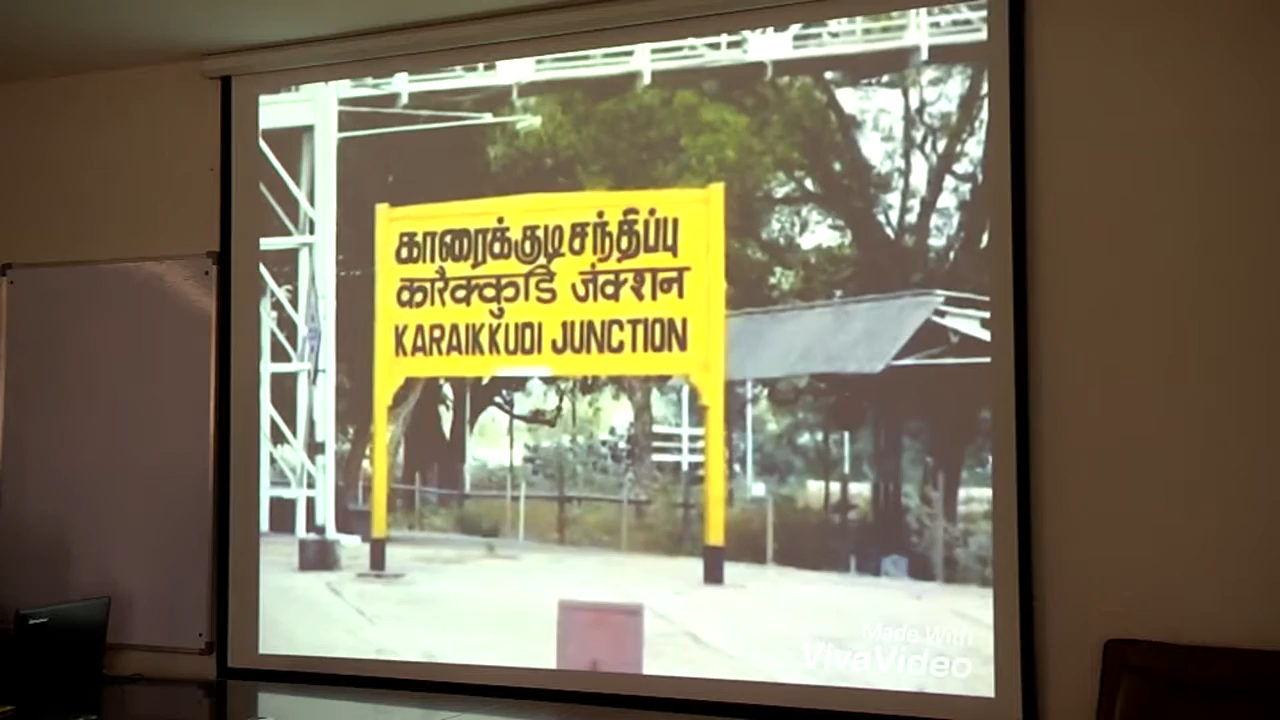 காரைக்குடி சந்திப்பு
कारैक्कुडि जंक्शन
KARAIKKUDI JUNCTION
Made With
VivaVideo